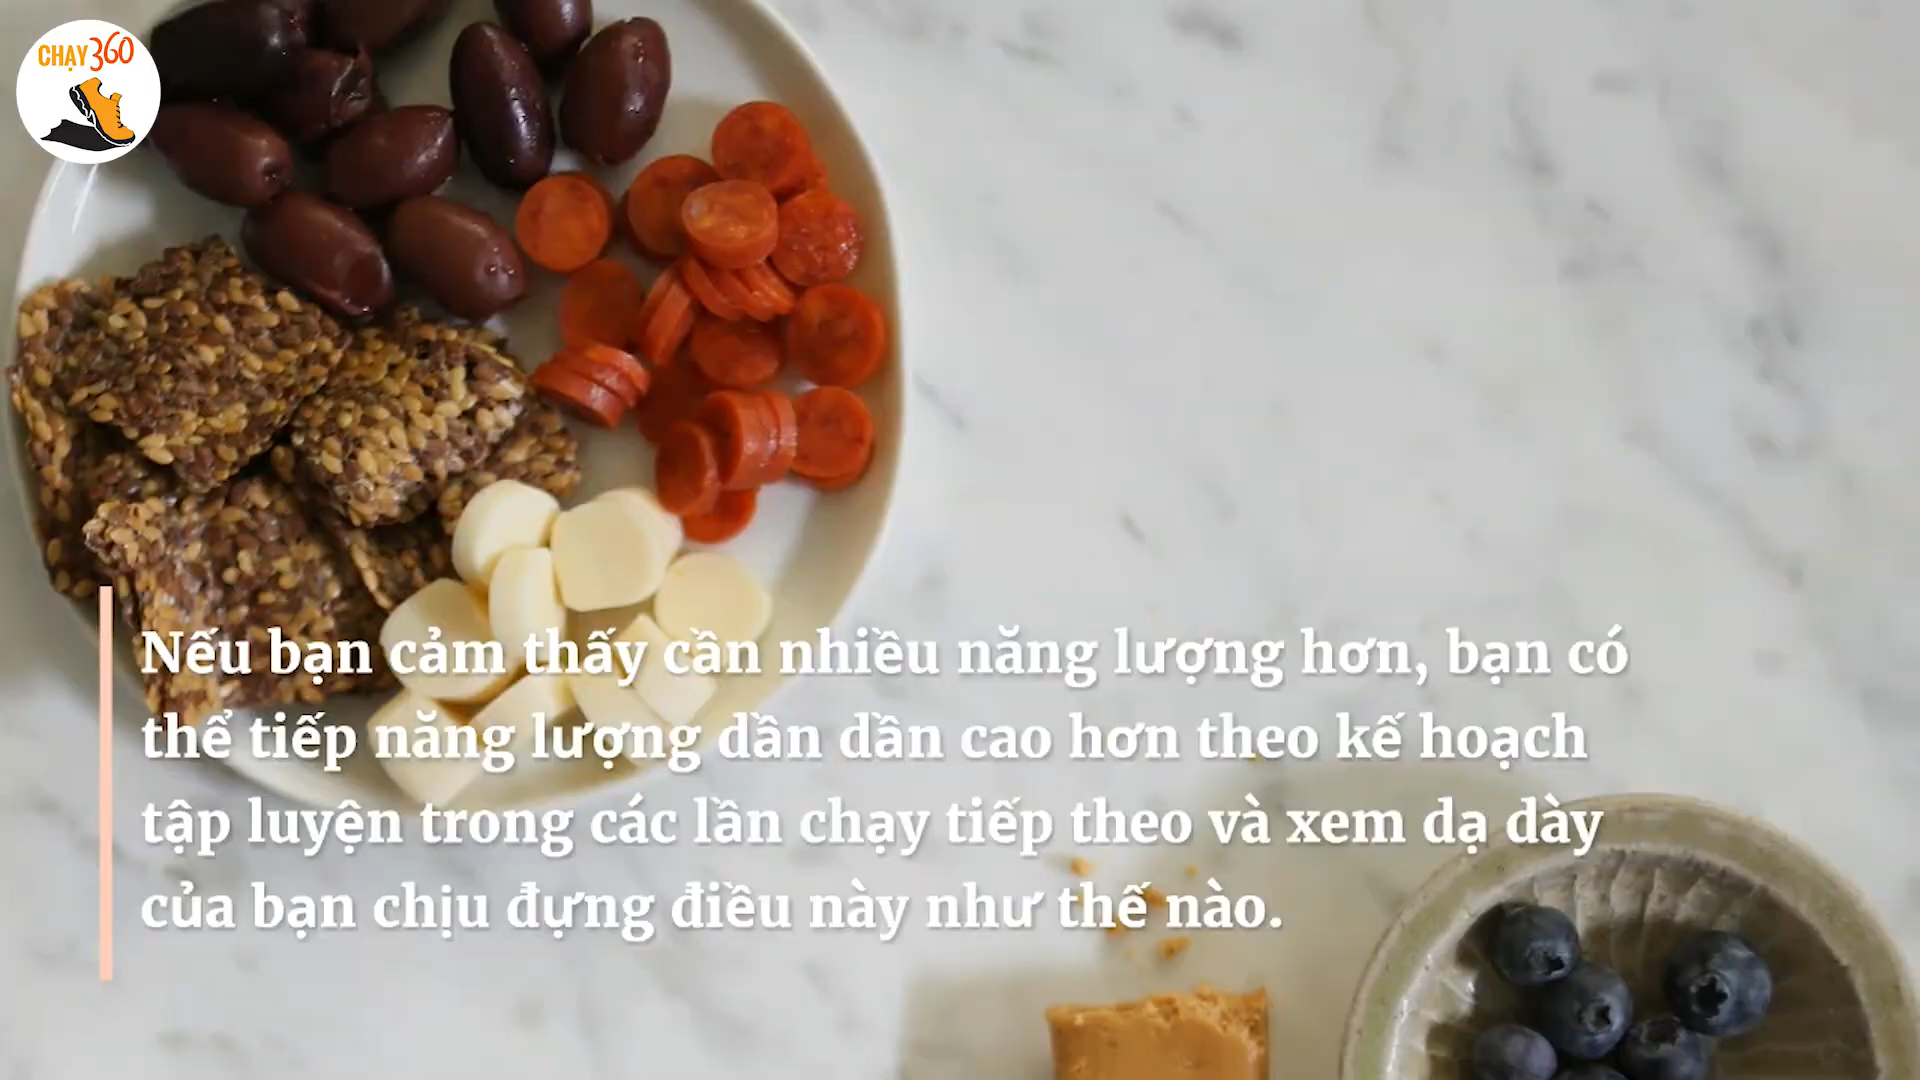 CHẠY 360
Nếu bạn cảm thấy cần nhiều năng lượng hơn, bạn có
thể tiếp năng lượng dần dần cao hơn theo kế hoạch
tập luyện trong các lần chạy tiếp theo và xem dạ dày
của bạn chịu đựng điều này như thế nào.